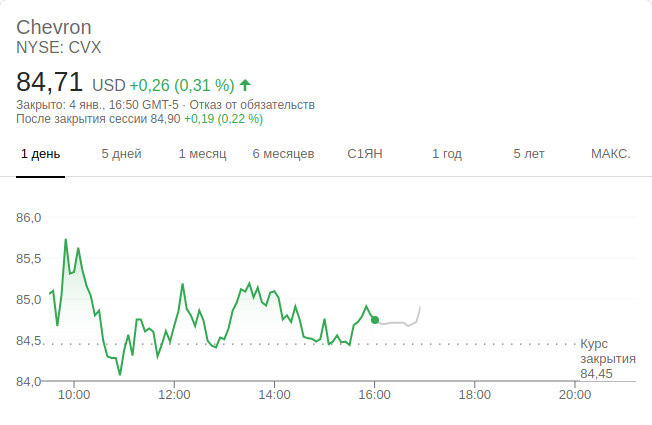 Chevron
NYSE: CVX
84,71 USD +0,26 (0,31 %)
Закрыто: 4 янв., 16:50 GMT-5 · Отказ от обязательств
После закрытия сессии 84,90 +0,19 (0,22 %)
1 день 5 дней 1 месяц 6 месяцев С1ЯН 1 год 5 лет МАКС.
86,0
85,5
85,0
84,5
Курс
закрытия
84,45
84,0
10:00 12:00 14:00 16:00 18:00 20:00